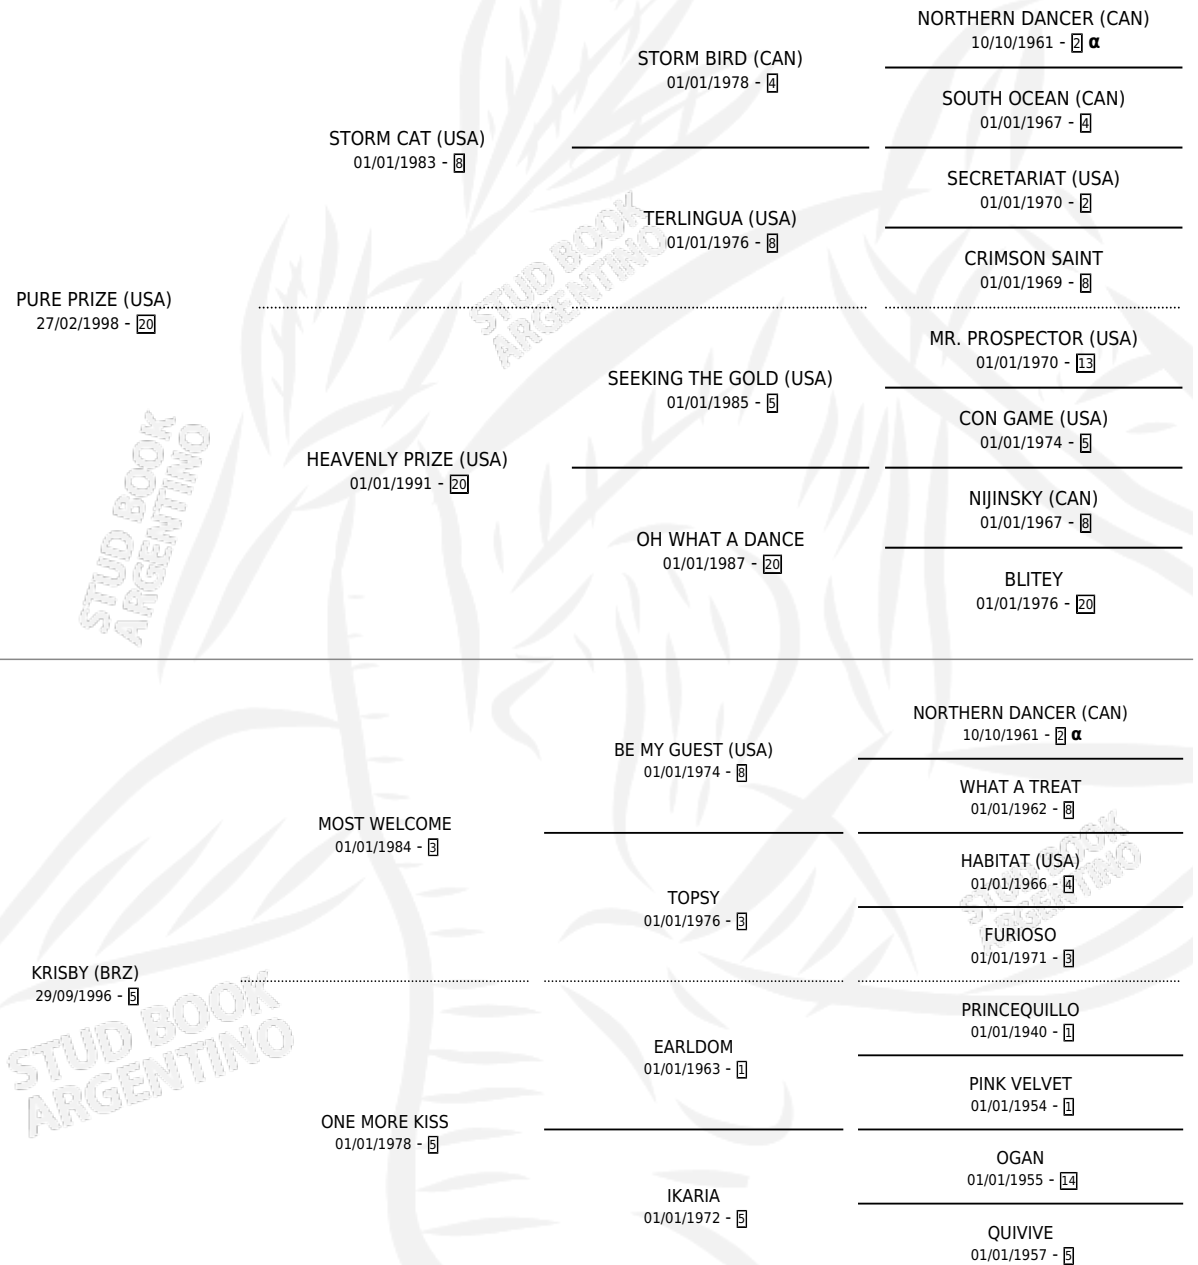 NORTHERN DANCER (CAN)
10/10/1961 - 2 α
STORM BIRD (CAN)
01/01/1978 - 4
SOUTH OCEAN (CAN)
01/01/1967 - 4
STORM CAT (USA)
01/01/1983 - 8
SECRETARIAT (USA)
01/01/1970 - 2
TERLINGUA (USA)
01/01/1976 - 8
CRIMSON SAINT
01/01/1969 - 8
PURE PRIZE (USA)
27/02/1998 - 20
MR. PROSPECTOR (USA)
01/01/1970 - 13
SEEKING THE GOLD (USA)
01/01/1985 - 5
CON GAME (USA)
01/01/1974 - 5
HEAVENLY PRIZE (USA)
01/01/1991 - 20
NIJINSKY (CAN)
01/01/1967 - 8
OH WHAT A DANCE
01/01/1987 - 20
BLITEY
01/01/1976 - 20
NORTHERN DANCER (CAN)
10/10/1961 - 2 α
BE MY GUEST (USA)
01/01/1974 - 8
WHAT A TREAT
01/01/1962 - 8
MOST WELCOME
01/01/1984 - 3
HABITAT (USA)
01/01/1966 - 4
TOPSY
01/01/1976 - 3
FURIOSO
01/01/1971 - 3
KRISBY (BRZ)
29/09/1996 - 5
PRINCEQUILLO
01/01/1940 - 1
EARLDOM
01/01/1963 - 1
PINK VELVET
01/01/1954 - 1
ONE MORE KISS
01/01/1978 - 5
OGAN
01/01/1955 - 14
IKARIA
01/01/1972 - 5
QUIVIVE
01/01/1957 - 5
STUD BOOK
ARGENTINO
STUD BOOK
ARGENTINO
STUD BOOK
ARGENTINO
STUD BOOK
ARGENTINO